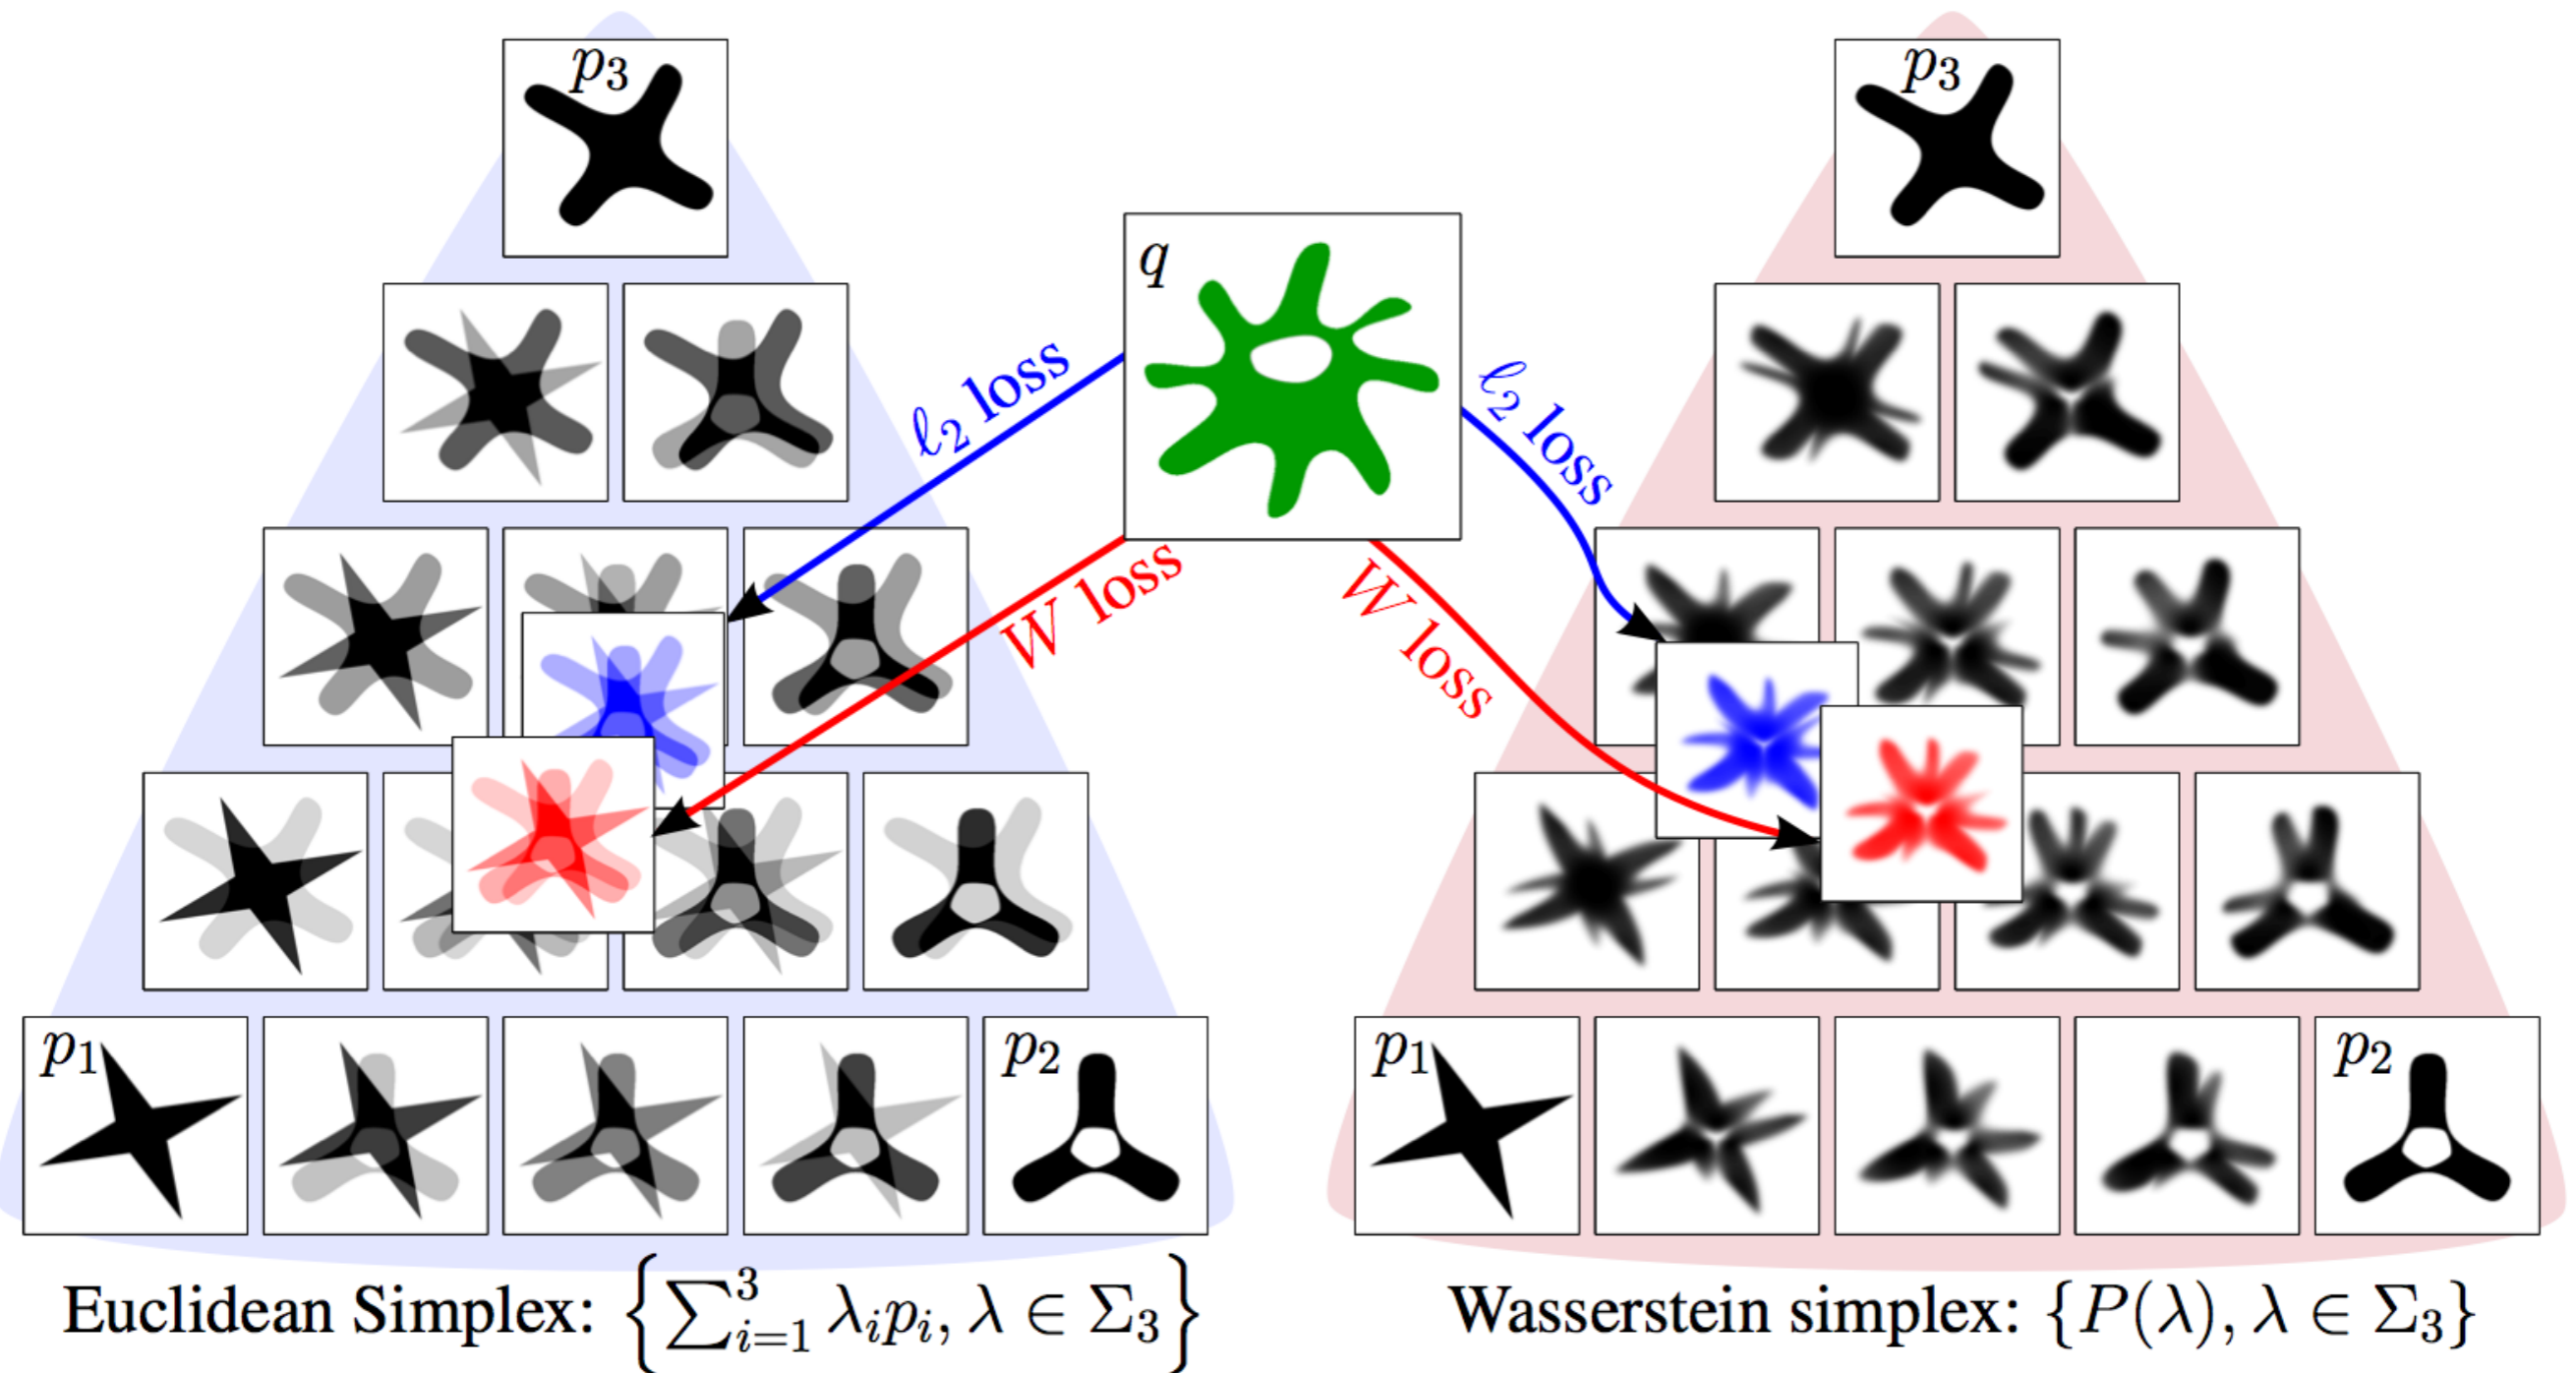 p₃
p₃
q
ℓ₂ loss
ℓ₂ loss
W loss
W loss
p₁
p₂
p₁
p₂
Euclidean Simplex: {∑³ᵢ₌₁ λᵢpᵢ, λ ∈ Σ₃}
Wasserstein simplex: {P(λ), λ ∈ Σ₃}